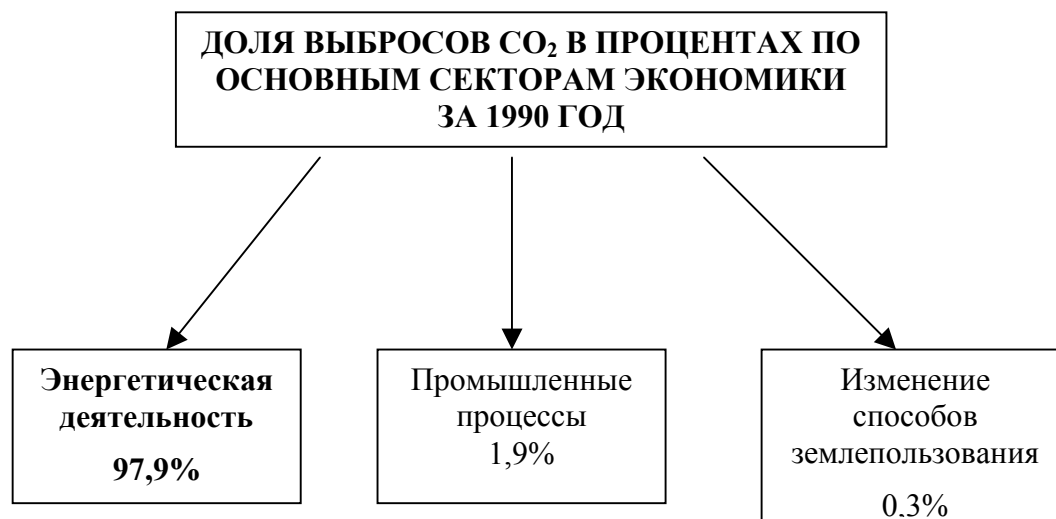 ДОЛЯ ВЫБРОСОВ CO₂ В ПРОЦЕНТАХ ПО
ОСНОВНЫМ СЕКТОРАМ ЭКОНОМИКИ
ЗА 1990 ГОД
Энергетическая
деятельность
97,9%
Промышленные
процессы
1,9%
Изменение
способов
землепользования
0,3%